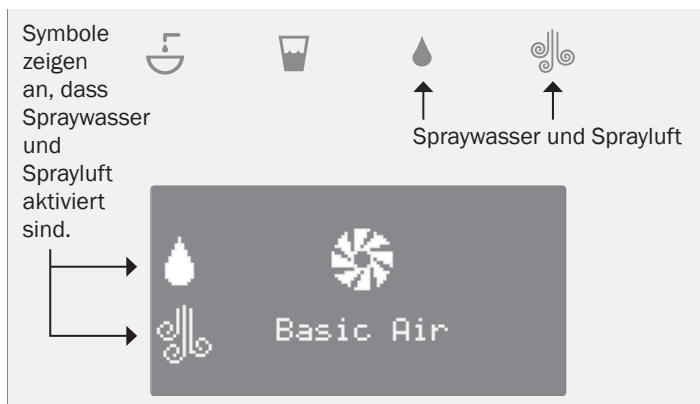 Symbole
zeigen
an, dass
Spraywasser
und
Sprayluft
aktiviert
sind.
Spraywasser und Sprayluft
Basic Air